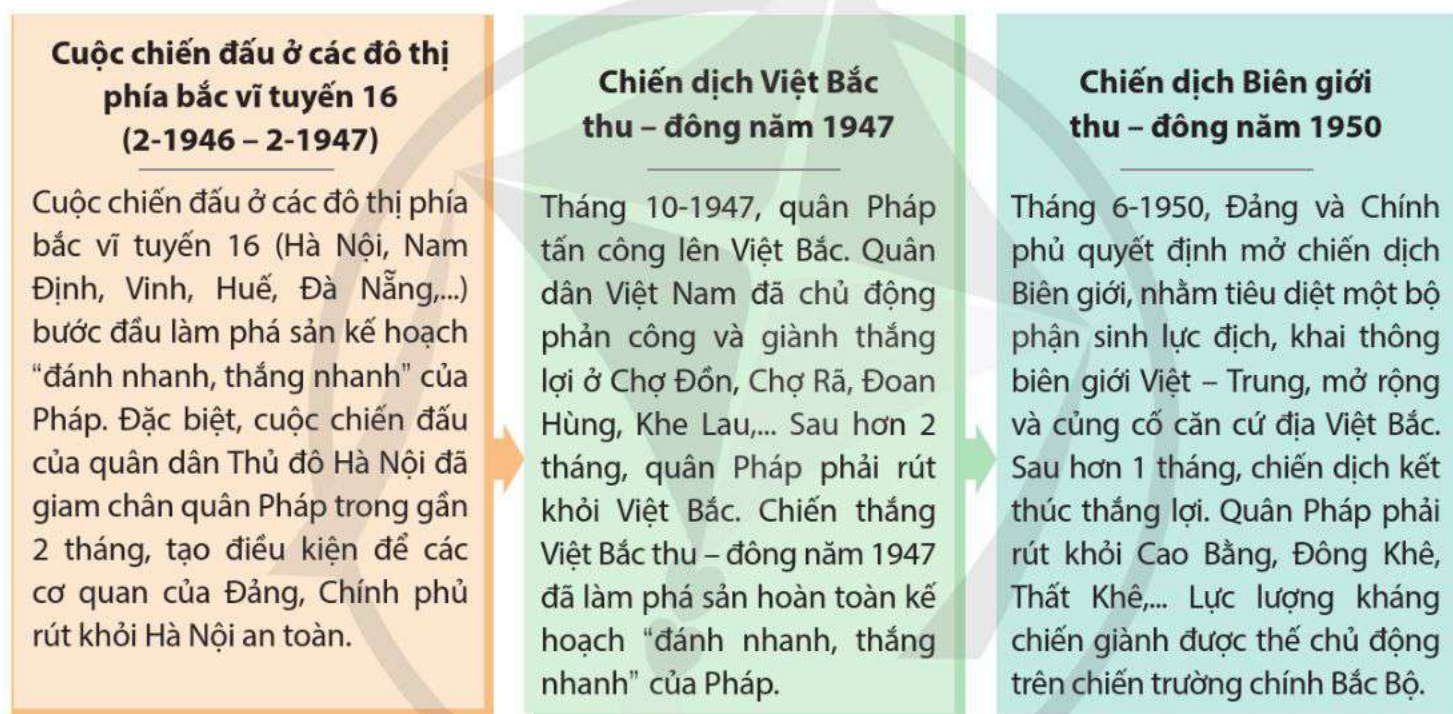 Cuộc chiến đấu ở các đô thị
phía bắc vĩ tuyến 16
(2-1946 – 2-1947)
Cuộc chiến đấu ở các đô thị phía
bắc vĩ tuyến 16 (Hà Nội, Nam
Định, Vinh, Huế, Đà Nẵng,...)
bước đầu làm phá sản kế hoạch
“đánh nhanh, thắng nhanh” của
Pháp. Đặc biệt, cuộc chiến đấu
của quân dân Thủ đô Hà Nội đã
giam chân quân Pháp trong gần
2 tháng, tạo điều kiện để các
cơ quan của Đảng, Chính phủ
rút khỏi Hà Nội an toàn.
Chiến dịch Việt Bắc
thu – đông năm 1947
Tháng 10-1947, quân Pháp
tấn công lên Việt Bắc. Quân
dân Việt Nam đã chủ động
phản công và giành thắng
lợi ở Chợ Đồn, Chợ Rã, Đoan
Hùng, Khe Lau,... Sau hơn 2
tháng, quân Pháp phải rút
khỏi Việt Bắc. Chiến thắng
Việt Bắc thu – đông năm 1947
đã làm phá sản hoàn toàn kế
hoạch “đánh nhanh, thắng
nhanh” của Pháp.
Chiến dịch Biên giới
thu – đông năm 1950
Tháng 6-1950, Đảng và Chính
phủ quyết định mở chiến dịch
Biên giới, nhằm tiêu diệt một bộ
phận sinh lực địch, khai thông
biên giới Việt – Trung, mở rộng
và củng cố căn cứ địa Việt Bắc.
Sau hơn 1 tháng, chiến dịch kết
thúc thắng lợi. Quân Pháp phải
rút khỏi Cao Bằng, Đông Khê,
Thất Khê,... Lực lượng kháng
chiến giành được thế chủ động
trên chiến trường chính Bắc Bộ.